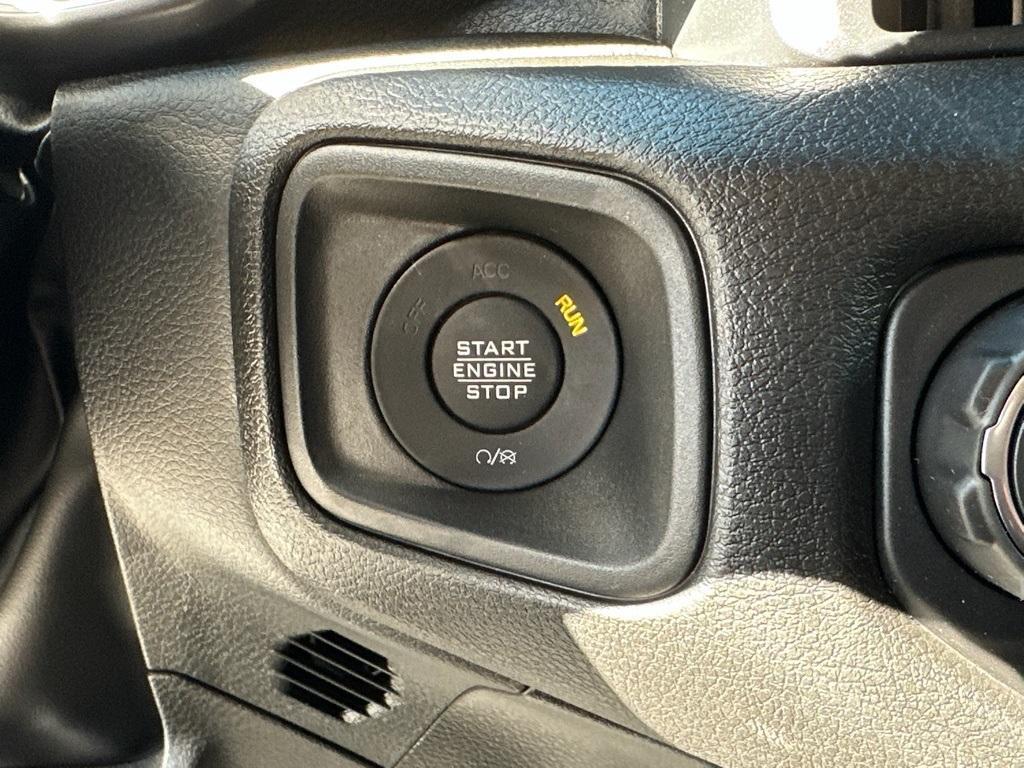 ACC
OFF
RUN
START
ENGINE
STOP